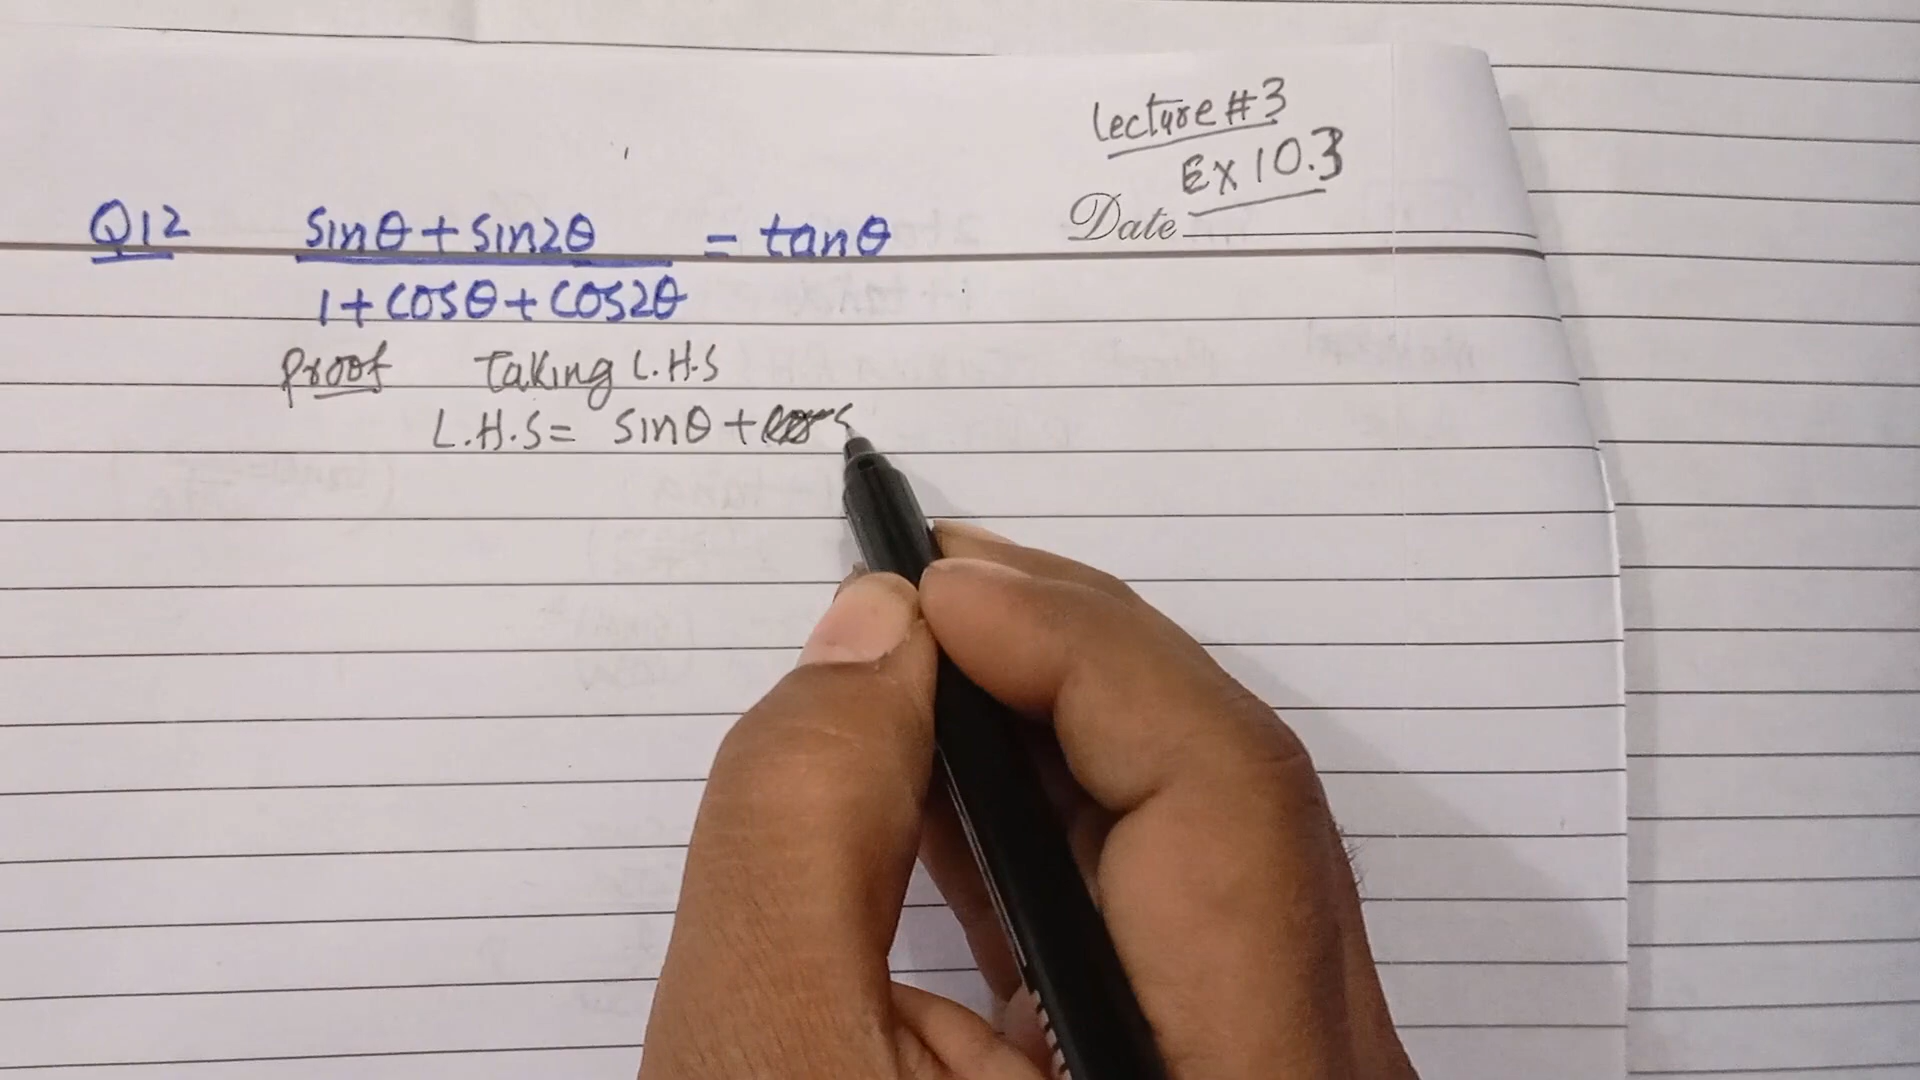 Lecture #3
Ex 10.3
Date
Q12 sinθ + sin2θ = tanθ
1 + cosθ + cos2θ
Proof Taking L.H.S
L.H.S = sinθ + s